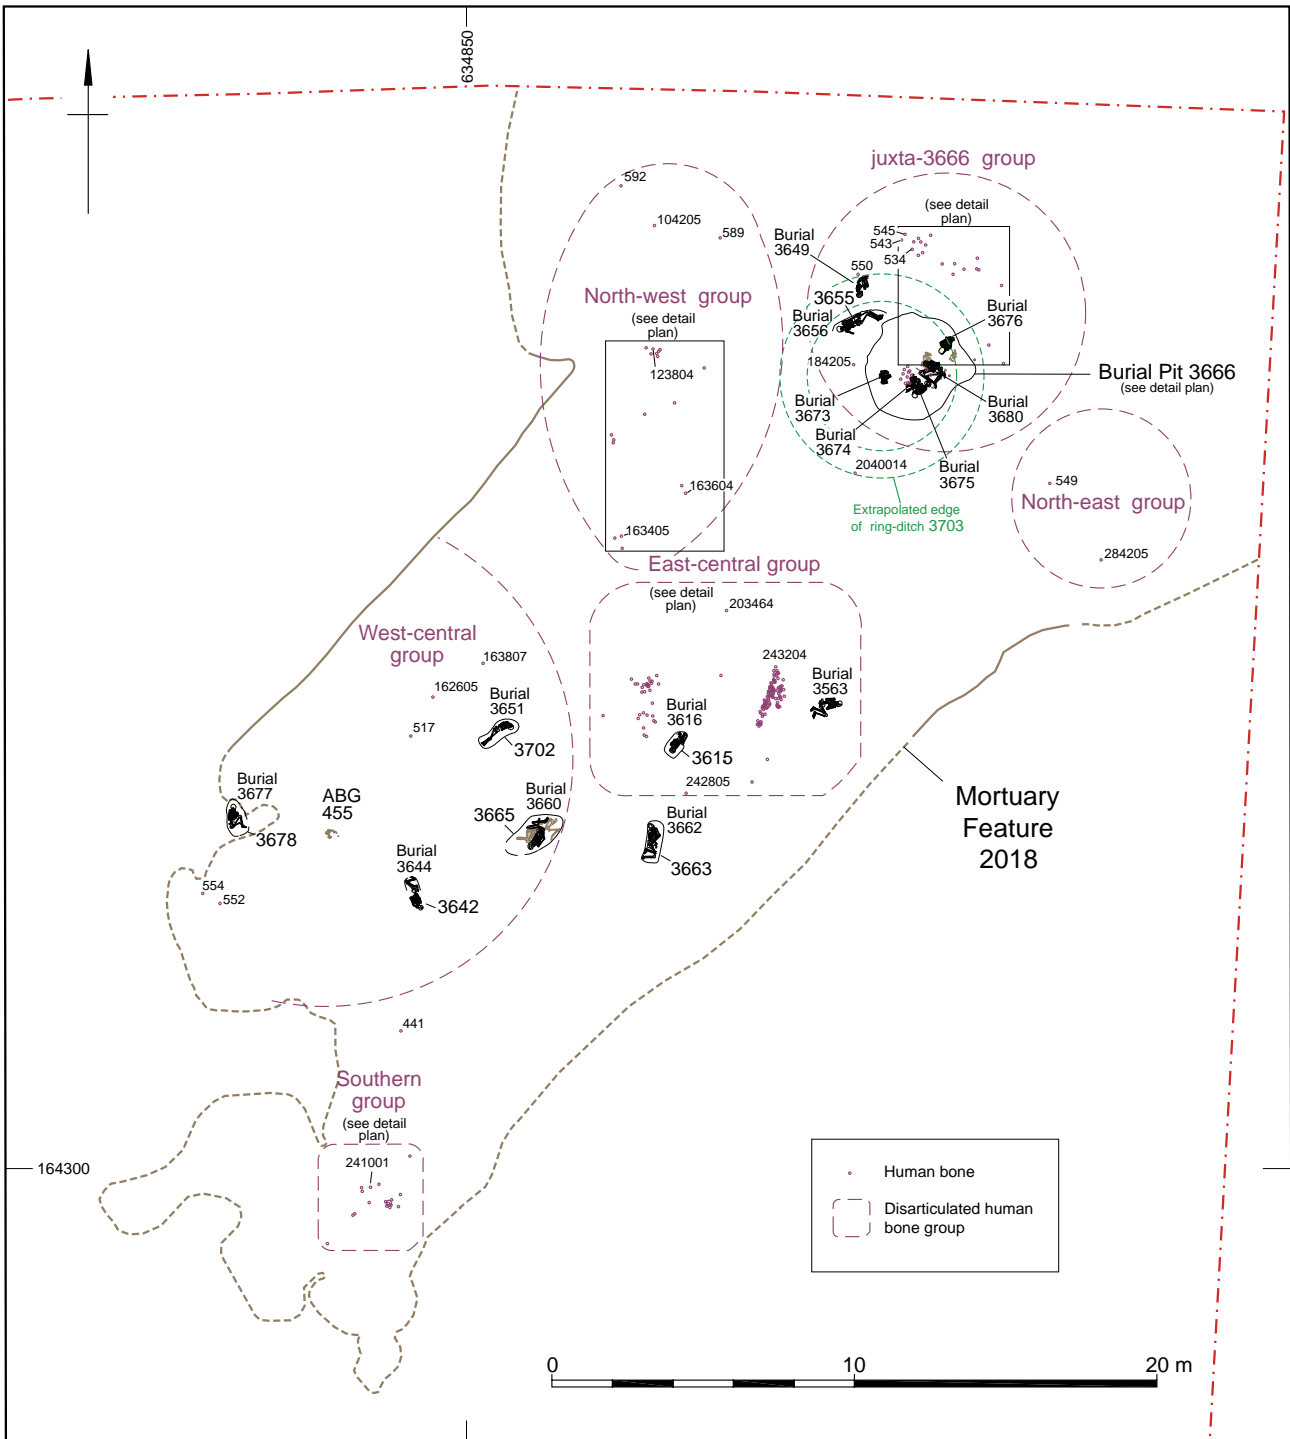 634850
juxta-3666 group
(see detail
plan)
592
104205
589
545
543
534
Burial
3649
550
3655
Burial
3656
Burial
3676
North-west group
(see detail
plan)
123804
184205
Burial Pit 3666
(see detail plan)
Burial
3673
Burial
3674
Burial
3680
Burial
3675
2040014
163604
163405
549
North-east group
Extrapolated edge
of ring-ditch 3703
284205
East-central group
(see detail
plan)
203464
West-central
group
163807
162605
517
Burial
3651
3702
243204
Burial
3563
Burial
3616
3615
242805
Burial
3677
3678
ABG
455
Burial
3660
3665
Burial
3662
3663
Mortuary
Feature
2018
Burial
3644
3642
554
552
441
Southern
group
(see detail
plan)
241001
164300
Human bone
Disarticulated human
bone group
0
10
20 m